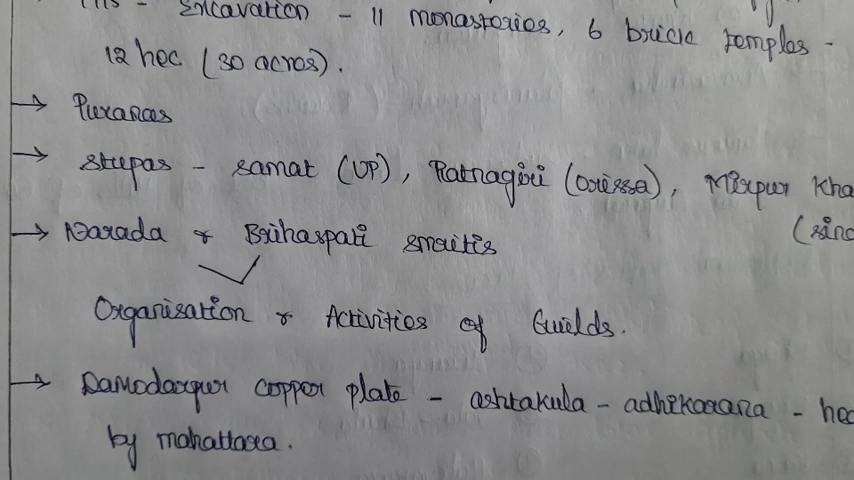 Excavation - 11 monasteries, 6 brick temples -
12 hec (30 acres).
→ Puranas
→ Stupas - Samat (UP), Ratnagiri (Orissa), Mirpur Kha
(sind
→ Narada & Brihaspati smritis
Organisation & Activities of Guilds.
→ Damodarpur copper plate - ashtakula - adhikarana - hea
by mahattara.